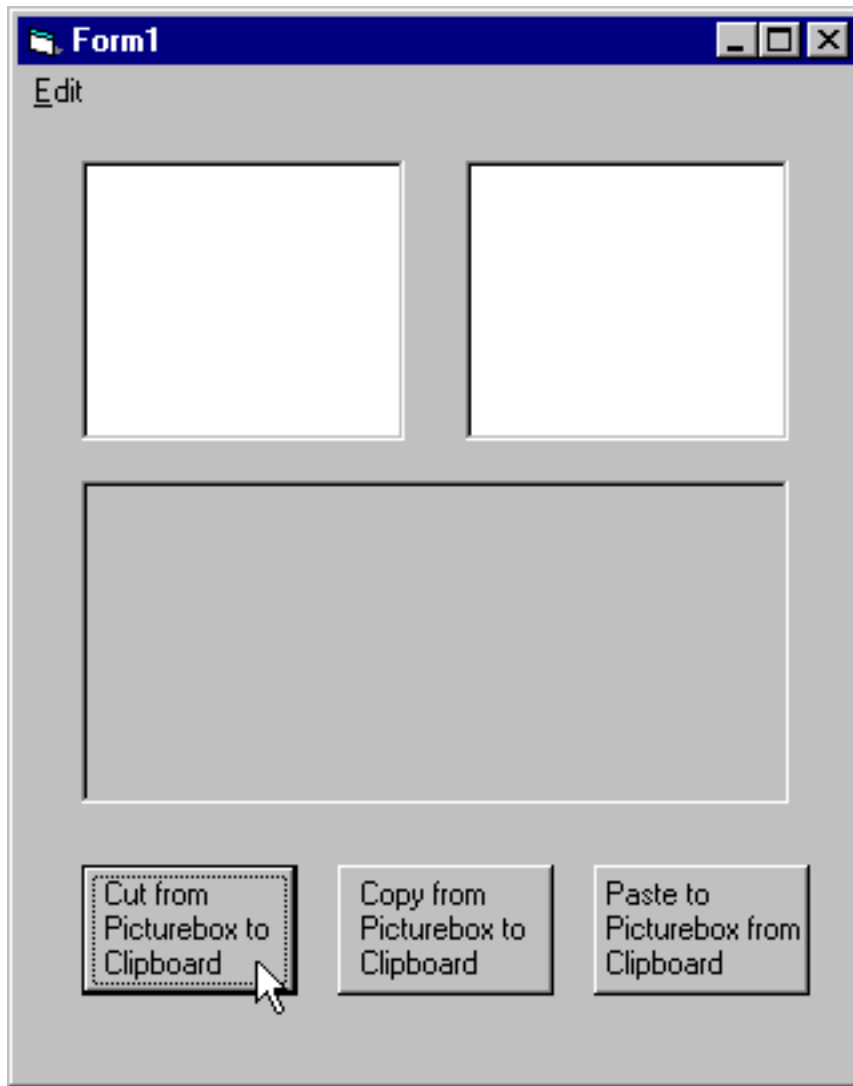 Form1
Edit
Cut from
Picturebox to
Clipboard
Copy from
Picturebox to
Clipboard
Paste to
Picturebox from
Clipboard